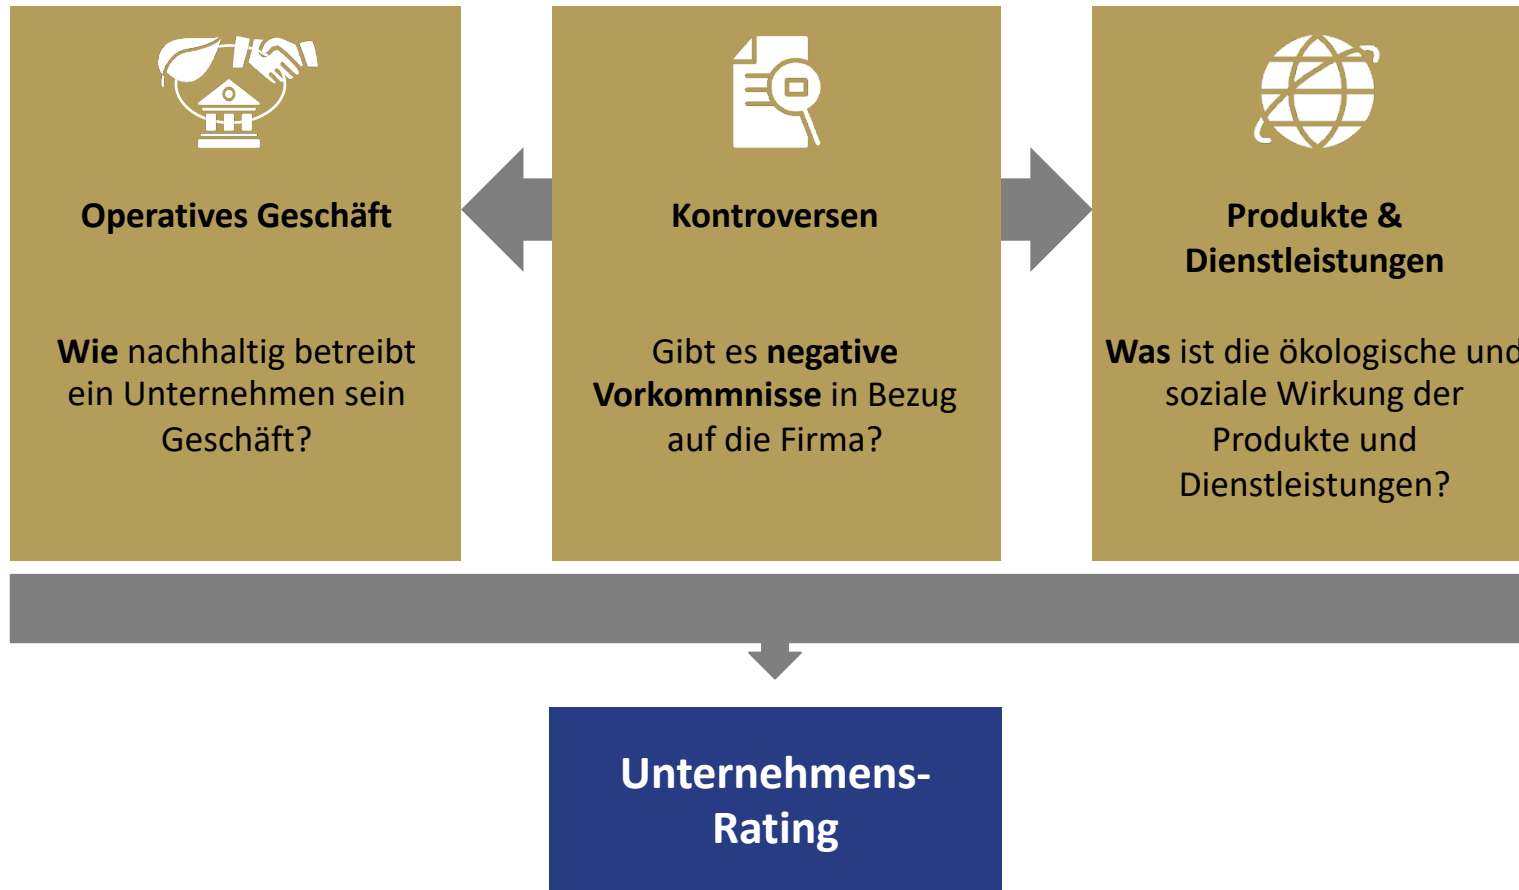 Operatives Geschäft
Wie nachhaltig betreibt
ein Unternehmen sein
Geschäft?
Kontroversen
Gibt es negative
Vorkommnisse in Bezug
auf die Firma?
Produkte &
Dienstleistungen
Was ist die ökologische und
soziale Wirkung der
Produkte und
Dienstleistungen?
Unternehmens-
Rating